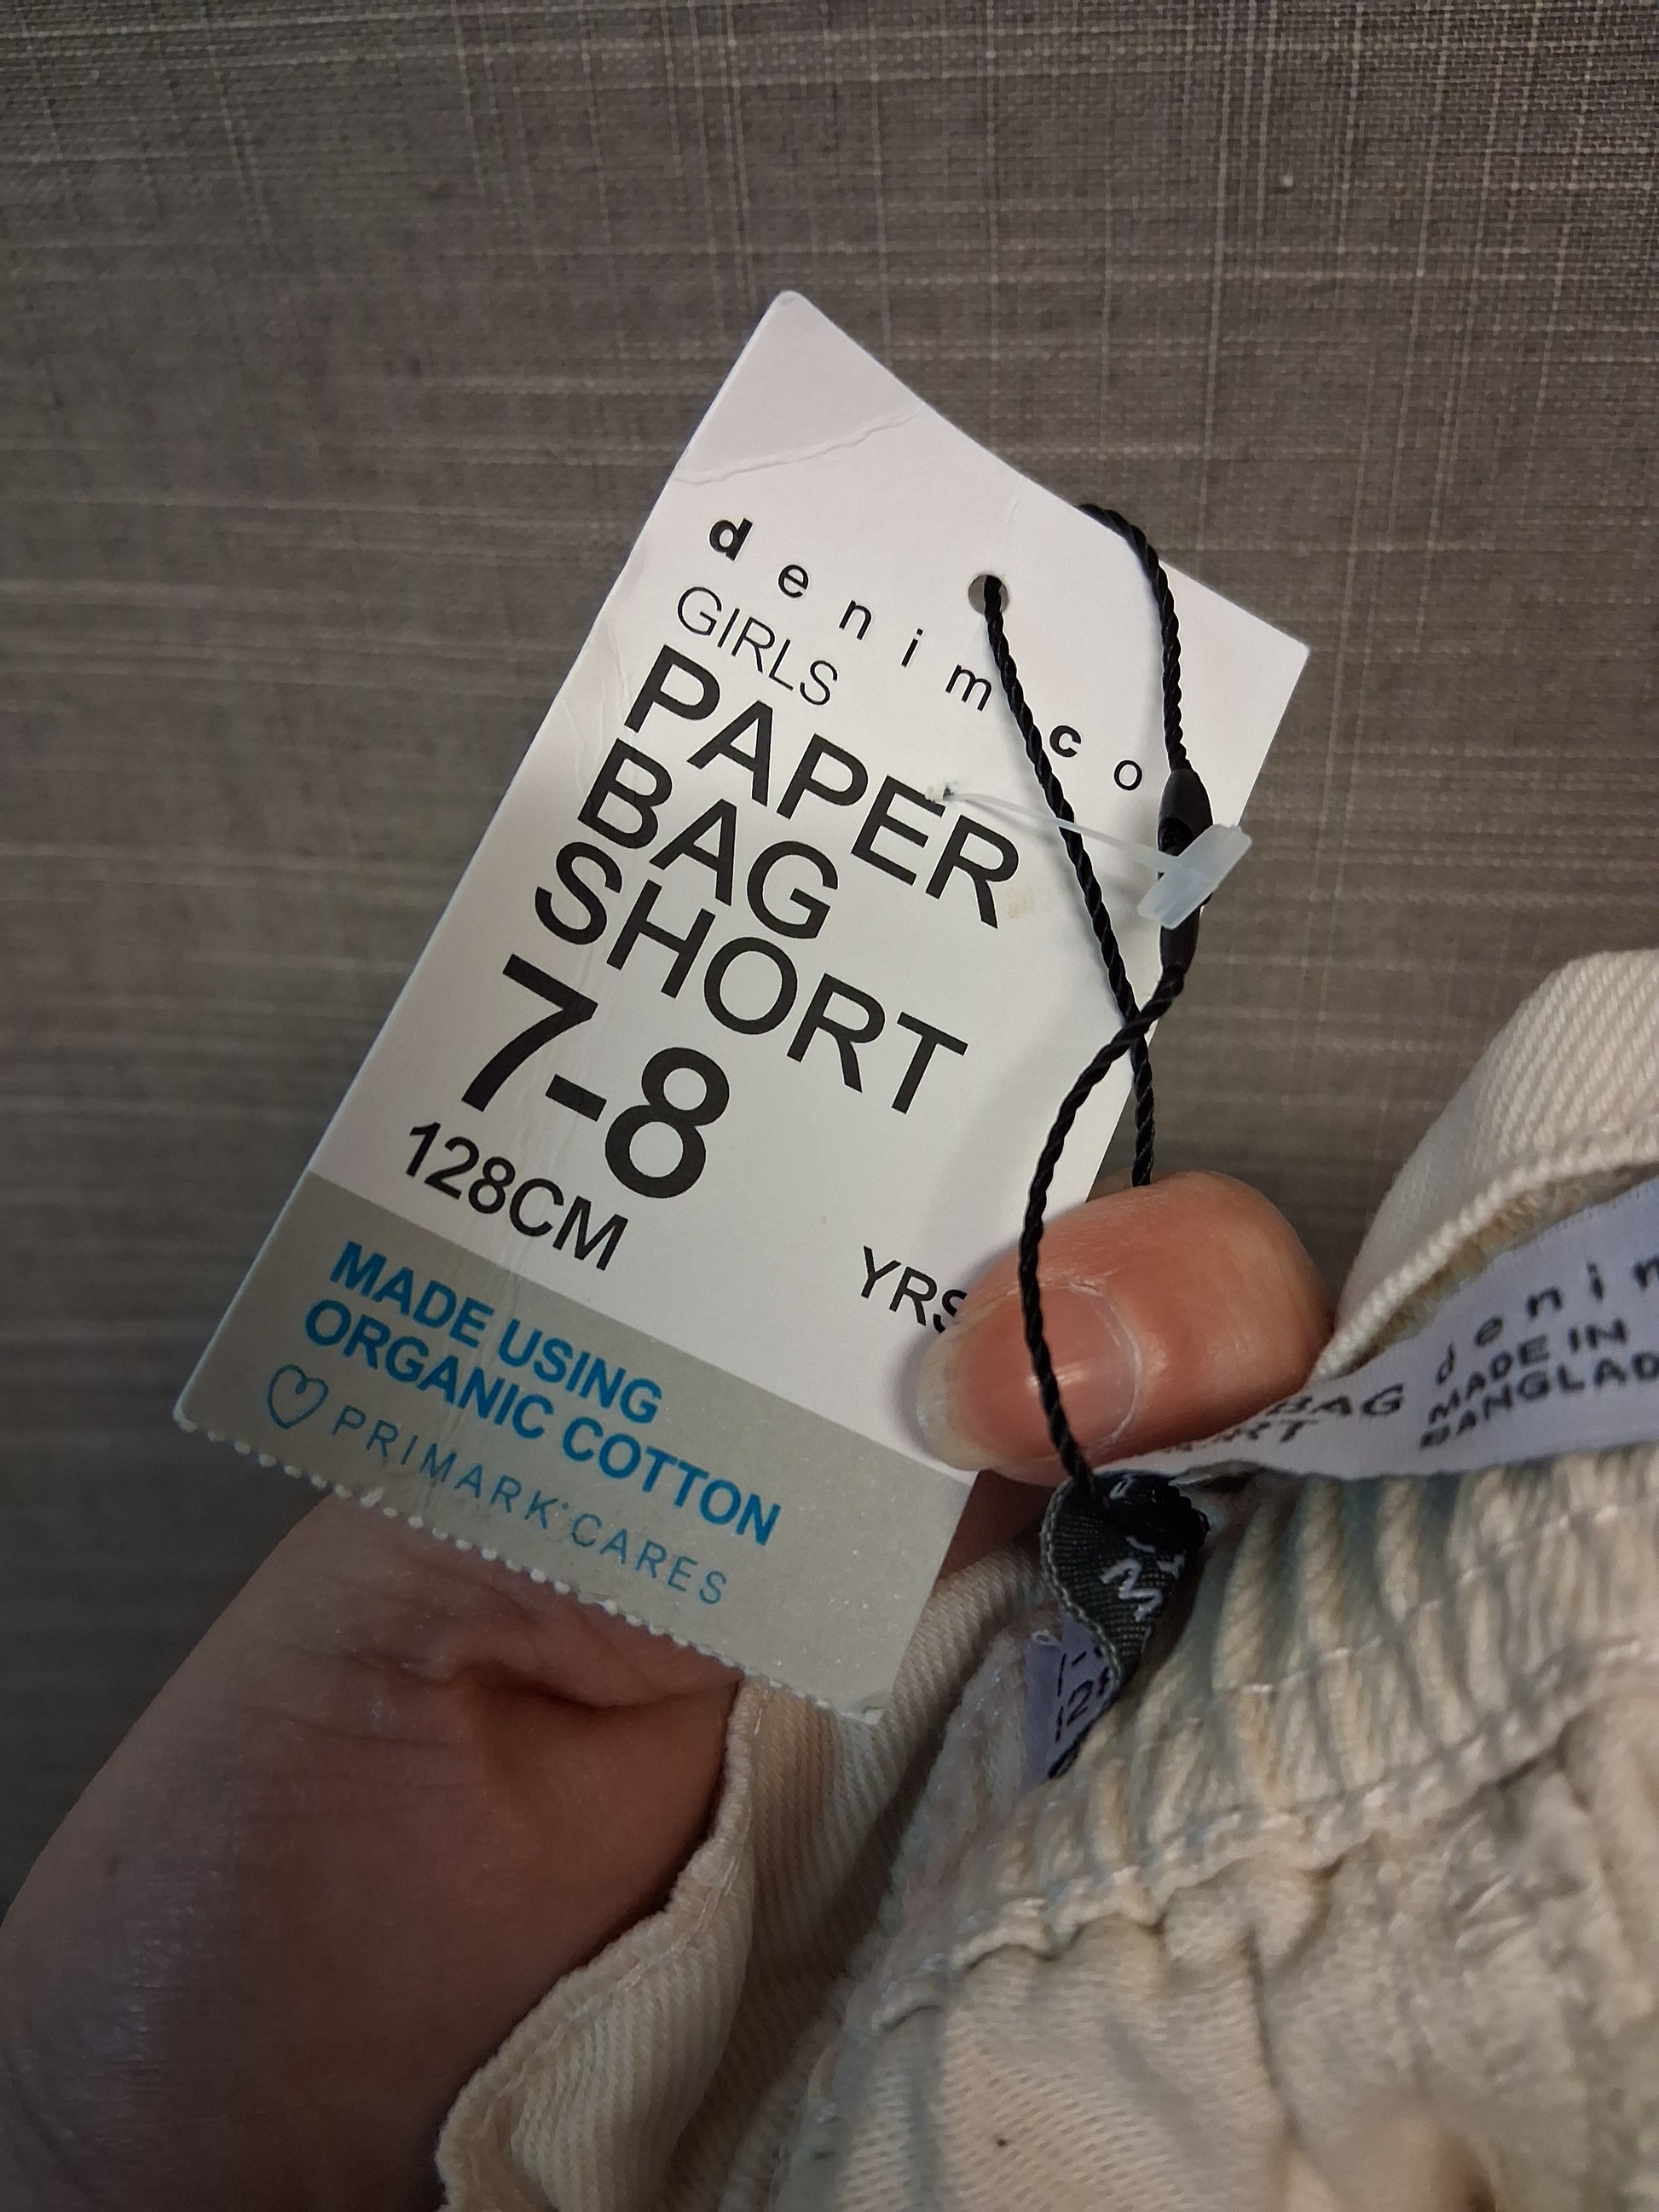 denim co
GIRLS
PAPER
BAG
SHORT
7-8
128CM
YRS
MADE USING
ORGANIC COTTON
PRIMARK CARES
denim
MADE IN
BANGLAD
BAG